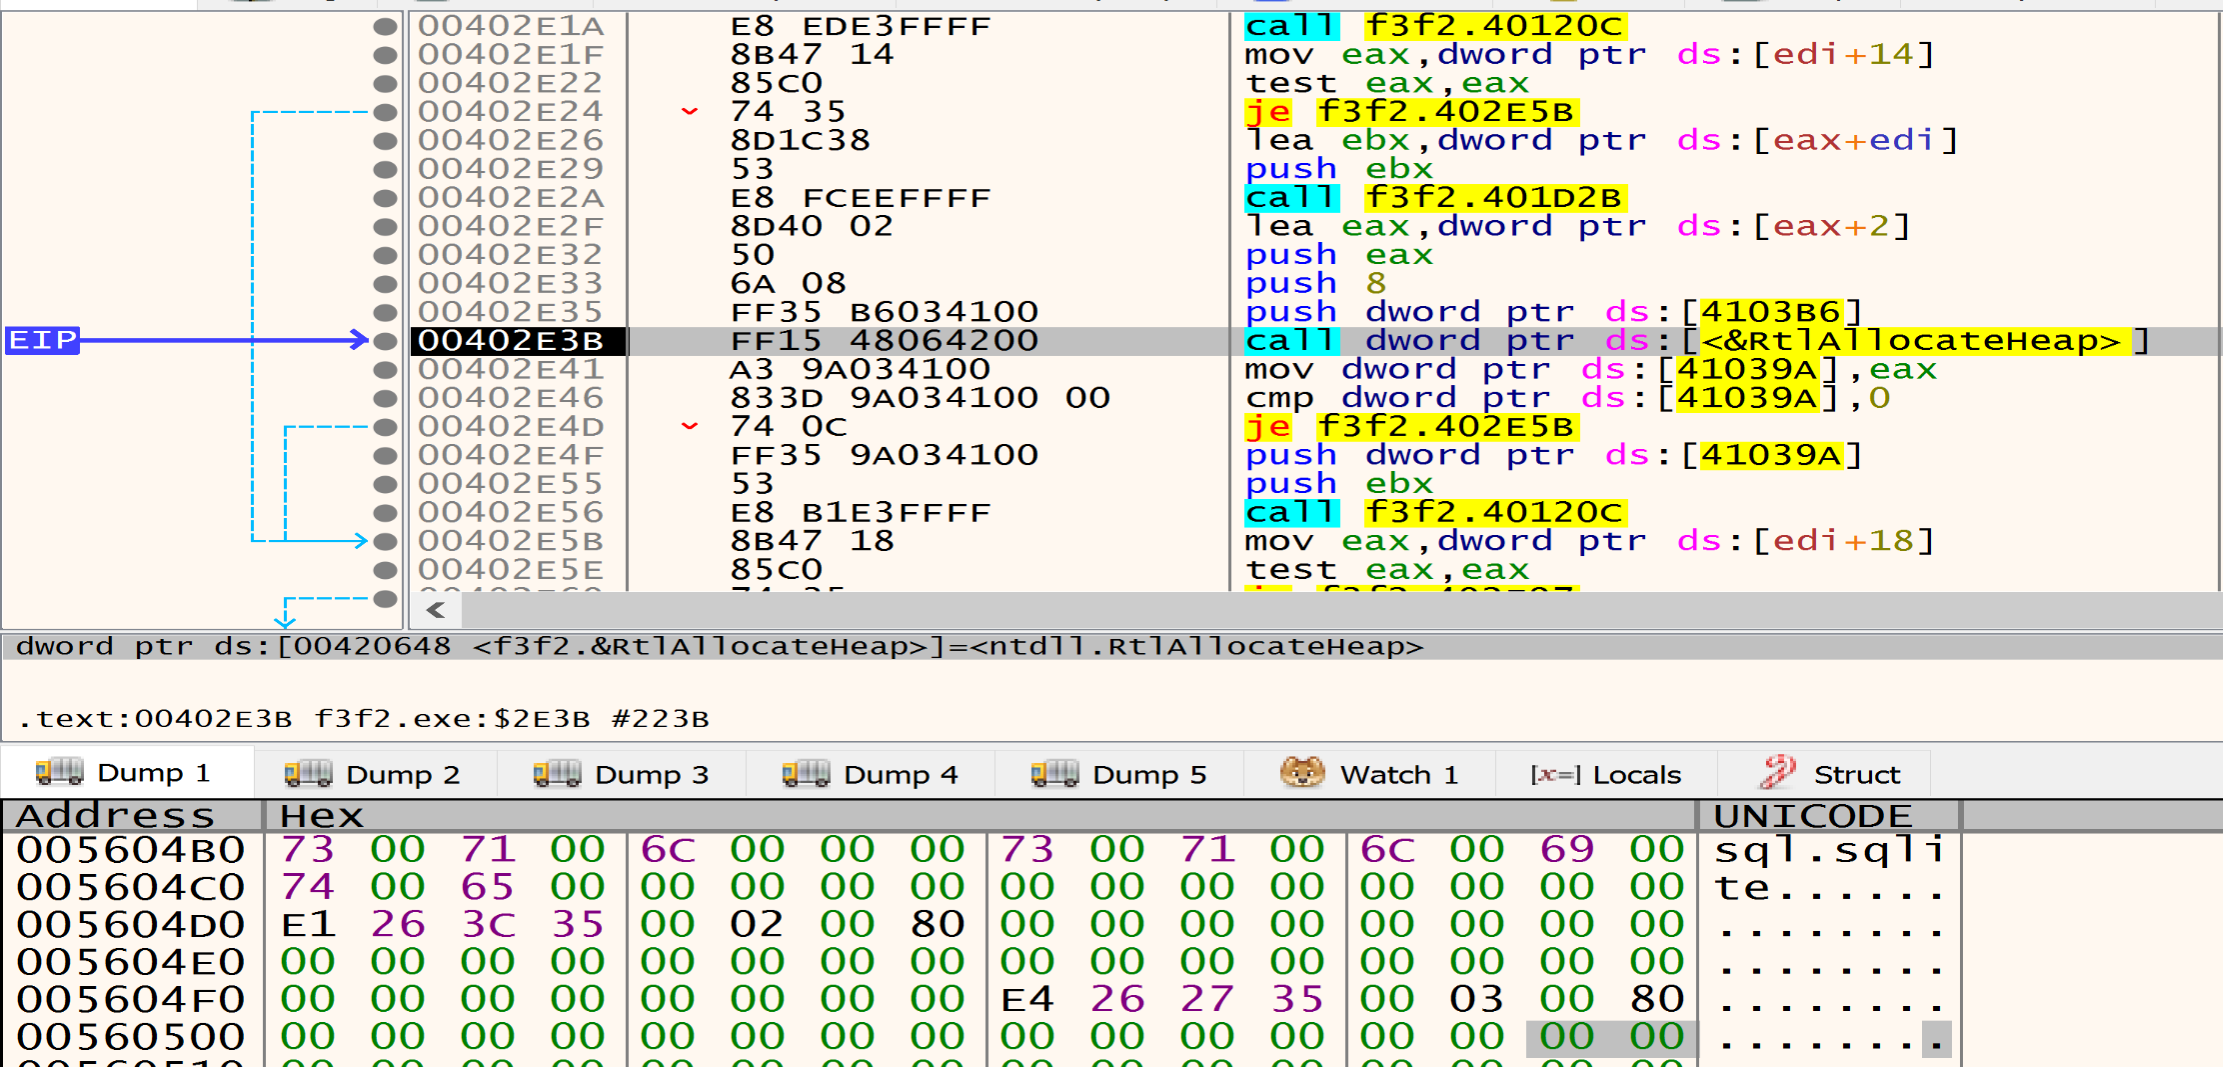 00402E1A E8 EDE3FFFF call f3f2.40120C
00402E1F 8B47 14 mov eax,dword ptr ds:[edi+14]
00402E22 85C0 test eax,eax
00402E24 74 35 je f3f2.402E5B
00402E26 8D1C38 lea ebx,dword ptr ds:[eax+edi]
00402E29 53 push ebx
00402E2A E8 FCEEFFFF call f3f2.401D2B
00402E2F 8D40 02 lea eax,dword ptr ds:[eax+2]
00402E32 50 push eax
00402E33 6A 08 push 8
00402E35 FF35 B6034100 push dword ptr ds:[4103B6]
EIP 00402E3B FF15 48064200 call dword ptr ds:[<&RtlAllocateHeap>]
00402E41 A3 9A034100 mov dword ptr ds:[41039A],eax
00402E46 833D 9A034100 00 cmp dword ptr ds:[41039A],0
00402E4D 74 0C je f3f2.402E5B
00402E4F FF35 9A034100 push dword ptr ds:[41039A]
00402E55 53 push ebx
00402E56 E8 B1E3FFFF call f3f2.40120C
00402E5B 8B47 18 mov eax,dword ptr ds:[edi+18]
00402E5E 85C0 test eax,eax
dword ptr ds:[00420648 <f3f2.&RtlAllocateHeap>]=<ntdll.RtlAllocateHeap>
.text:00402E3B f3f2.exe:$2E3B #223B
Dump 1 Dump 2 Dump 3 Dump 4 Dump 5 Watch 1 [x=] Locals Struct
Address Hex UNICODE
005604B0 73 00 71 00 6C 00 00 00 73 00 71 00 6C 00 69 00 sql.sqli
005604C0 74 00 65 00 00 00 00 00 00 00 00 00 00 00 00 00 te......
005604D0 E1 26 3C 35 00 02 00 80 00 00 00 00 00 00 00 00 ........
005604E0 00 00 00 00 00 00 00 00 00 00 00 00 00 00 00 00 ........
005604F0 00 00 00 00 00 00 00 00 E4 26 27 35 00 03 00 80 ........
00560500 00 00 00 00 00 00 00 00 00 00 00 00 00 00 00 00 ........